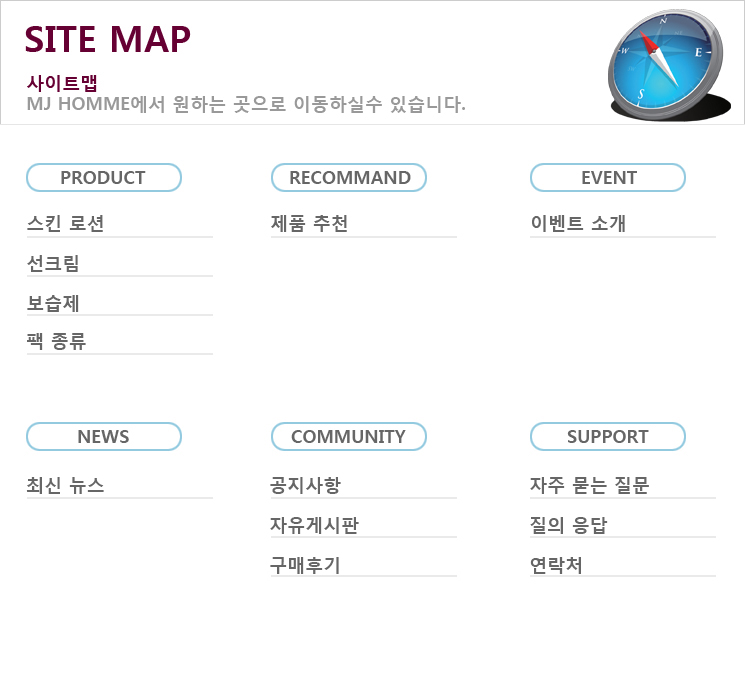 SITE MAP
사이트맵
MJ HOMME에서 원하는 곳으로 이동하실수 있습니다.
N
W
E
S
PRODUCT
스킨 로션
선크림
보습제
팩 종류
RECOMMAND
제품 추천
EVENT
이벤트 소개
NEWS
최신 뉴스
COMMUNITY
공지사항
자유게시판
구매후기
SUPPORT
자주 묻는 질문
질의 응답
연락처